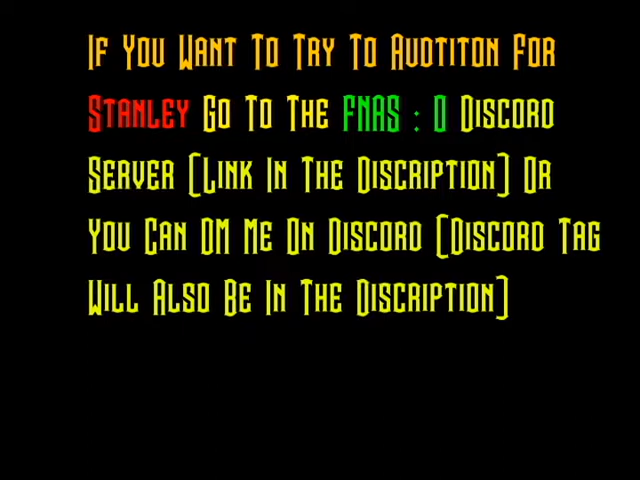 If You Want To Try To Audtiton For
Stanley Go To The FNAS : O Discord
Server (Link In The Discription) Or
You Can DM Me On Discord (Discord Tag
Will Also Be In The Discription)